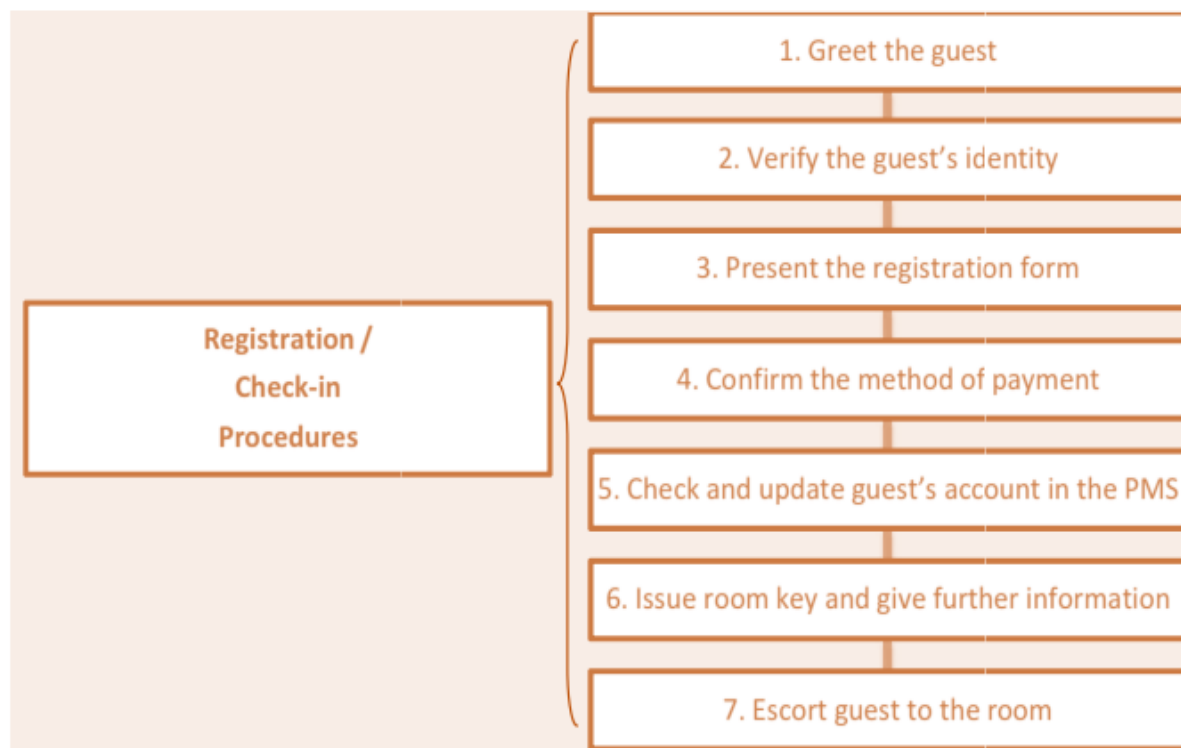 Registration /
Check-in
Procedures
1. Greet the guest
2. Verify the guest’s identity
3. Present the registration form
4. Confirm the method of payment
5. Check and update guest’s account in the PMS
6. Issue room key and give further information
7. Escort guest to the room